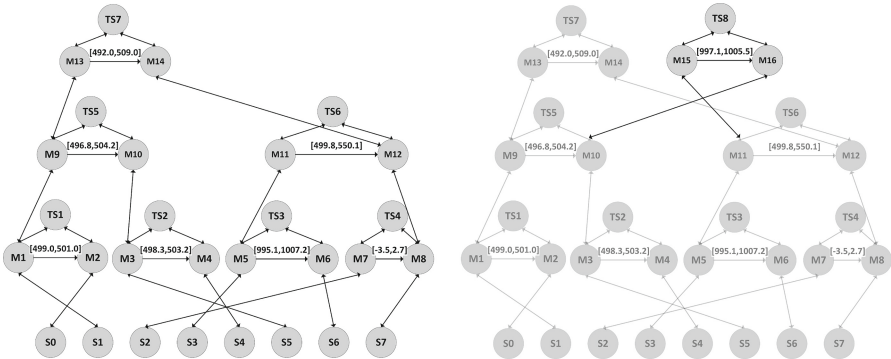 TS7
[492.0,509.0]
M13 M14
TS5 TS6
[496.8,504.2] [499.8,550.1]
M9 M10 M11 M12
TS1 TS2 TS3 TS4
[499.0,501.0] [498.3,503.2] [995.1,1007.2] [-3.5,2.7]
M1 M2 M3 M4 M5 M6 M7 M8
S0 S1 S2 S3 S4 S5 S6 S7
TS7 TS8
[492.0,509.0] [997.1,1005.5]
M13 M14 M15 M16
TS5 TS6
[496.8,504.2] [499.8,550.1]
M9 M10 M11 M12
TS1 TS2 TS3 TS4
[499.0,501.0] [498.3,503.2] [995.1,1007.2] [-3.5,2.7]
M1 M2 M3 M4 M5 M6 M7 M8
S0 S1 S2 S3 S4 S5 S6 S7